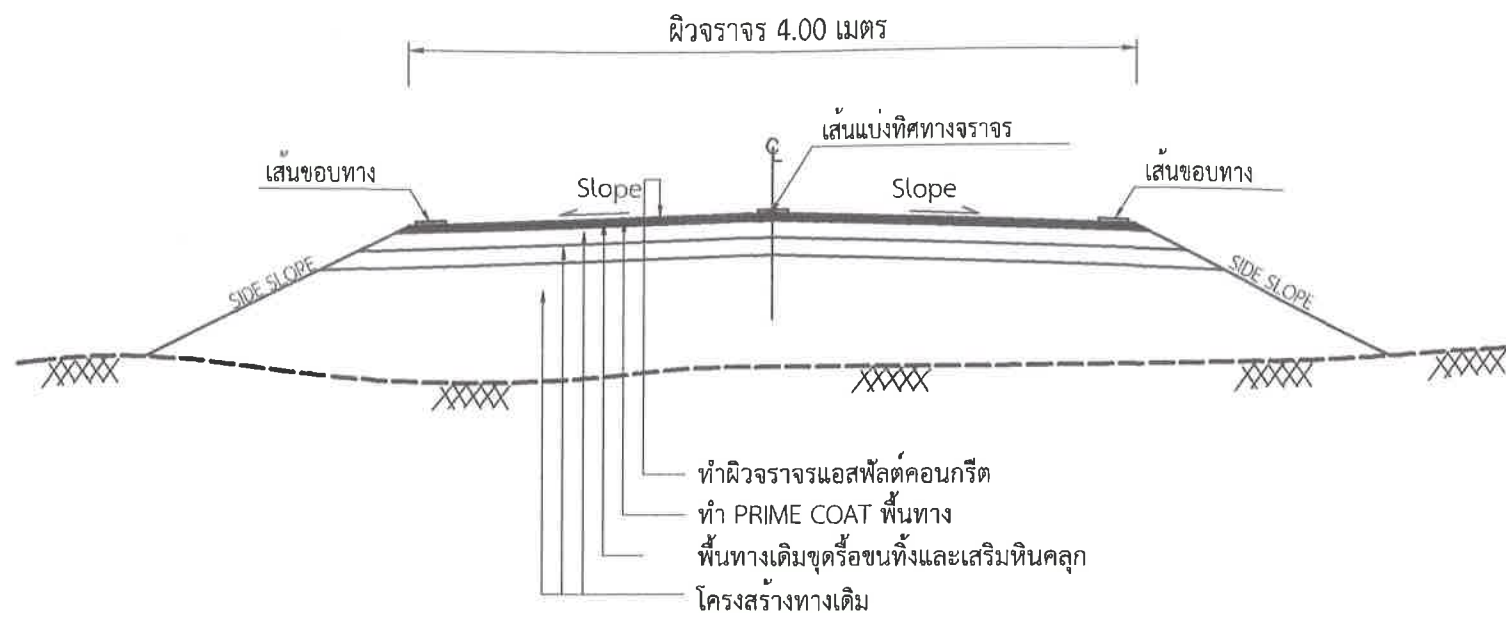 ผิวจราจร 4.00 เมตร
เส้นแบ่งทิศทางจราจร
เส้นขอบทาง
Slope
℄
Slope
เส้นขอบทาง
SIDE SLOPE
SIDE SLOPE
ทำผิวจราจรแอสฟัลต์คอนกรีต
ทำ PRIME COAT พื้นทาง
พื้นทางเดิมขุดรื้อขนทิ้งและเสริมหินคลุก
โครงสร้างทางเดิม